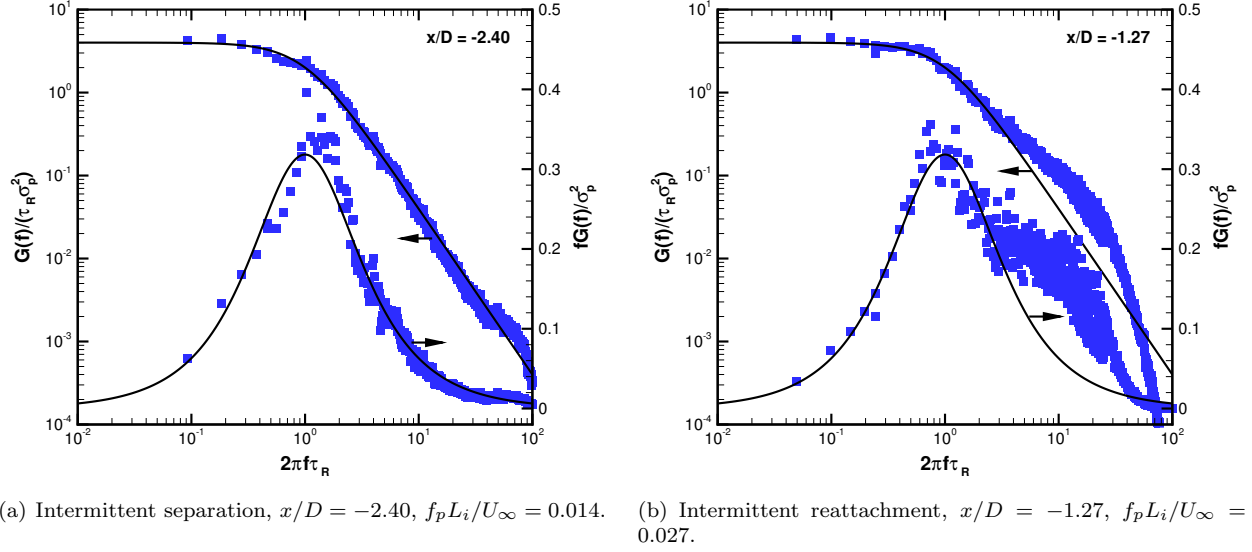 x/D = -2.40
G(f)/(τ_R σ_p^2)
10^1
10^0
10^-1
10^-2
10^-3
10^-4
0.5
0.4
0.3
0.2
0.1
0
fG(f)/σ_p^2
10^-2 10^-1 10^0 10^1 10^2
2πfτ_R
x/D = -1.27
G(f)/(τ_R σ_p^2)
10^1
10^0
10^-1
10^-2
10^-3
10^-4
0.5
0.4
0.3
0.2
0.1
0
fG(f)/σ_p^2
10^-2 10^-1 10^0 10^1 10^2
2πfτ_R
(a) Intermittent separation, x/D = −2.40, f_pL_i/U_∞ = 0.014.
(b) Intermittent reattachment, x/D = −1.27, f_pL_i/U_∞ =
0.027.